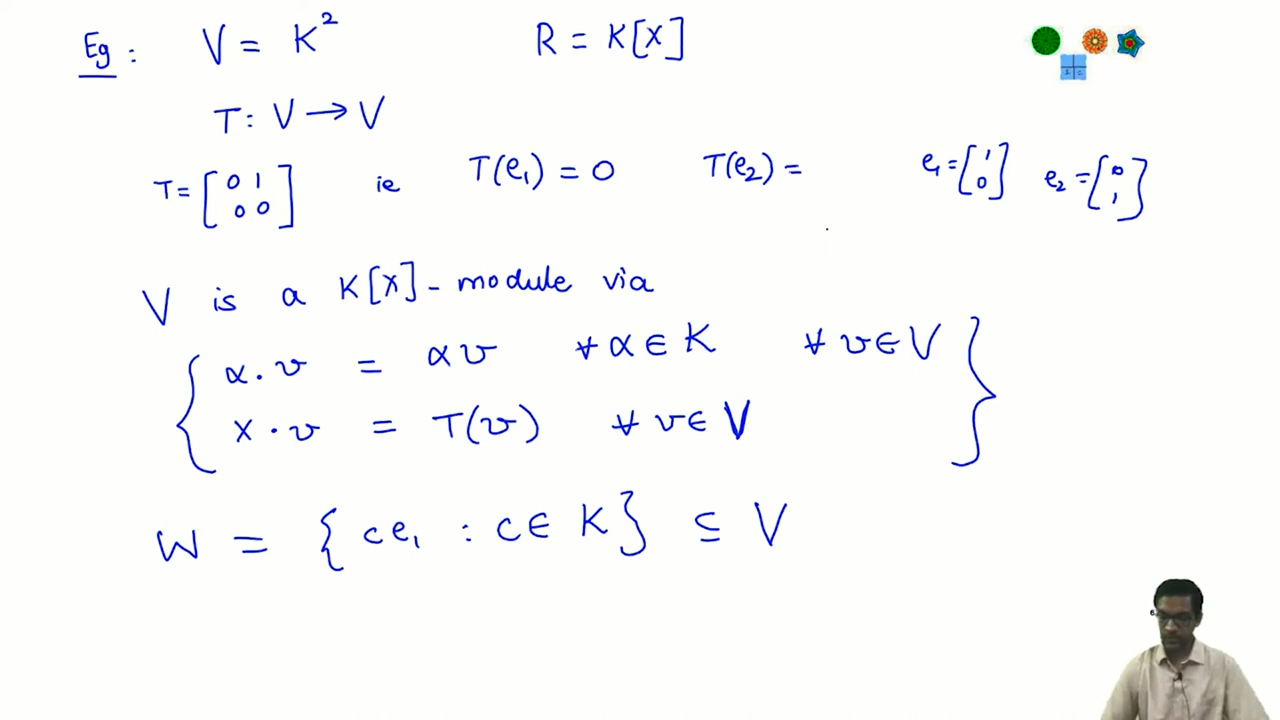 Eg : V = K² R = K[X]
T: V → V
T = [0 1; 0 0] ie T(e₁) = 0 T(e₂) = e₁ = [1; 0] e₂ = [0; 1]
V is a K[X]-module via
{ α · v = αv ∀ α ∈ K ∀ v ∈ V }
X · v = T(v) ∀ v ∈ V
W = { ce₁ : c ∈ K } ⊆ V